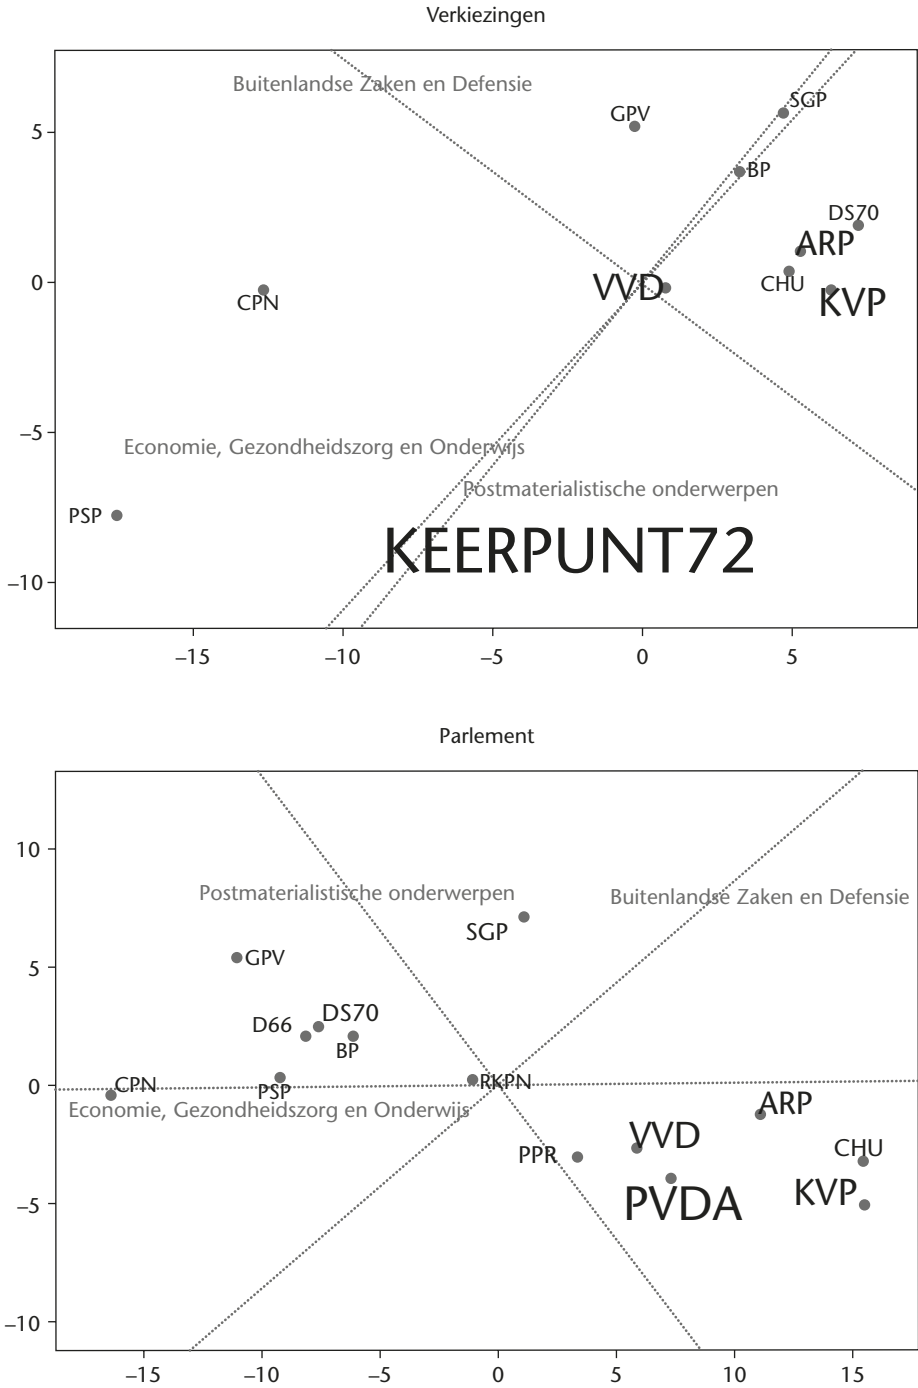 Verkiezingen
Buitenlandse Zaken en Defensie
SGP
GPV
5
BP
DS70
ARP
0
VVD
CHU
CPN
KVP
–5
Economie, Gezondheidszorg en Onderwijs
Postmaterialistische onderwerpen
PSP
KEERPUNT72
–10
–15 –10 –5 0 5
Parlement
10
Postmaterialistische onderwerpen
Buitenlandse Zaken en Defensie
SGP
5
GPV
DS70
D66
BP
0
CPN
PSP
RKPN
Economie, Gezondheidszorg en Onderwijs
ARP
VVD
CHU
PPR
KVP
–5
PVDA
–10
–15 –10 –5 0 5 10 15